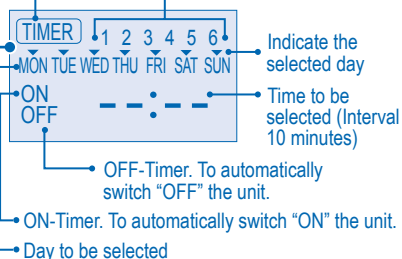 TIMER 1 2 3 4 5 6
MON TUE WED THU FRI SAT SUN
ON
OFF
--:--
Indicate the
selected day
Time to be
selected (Interval
10 minutes)
OFF-Timer. To automatically
switch “OFF” the unit.
ON-Timer. To automatically switch “ON” the unit.
Day to be selected